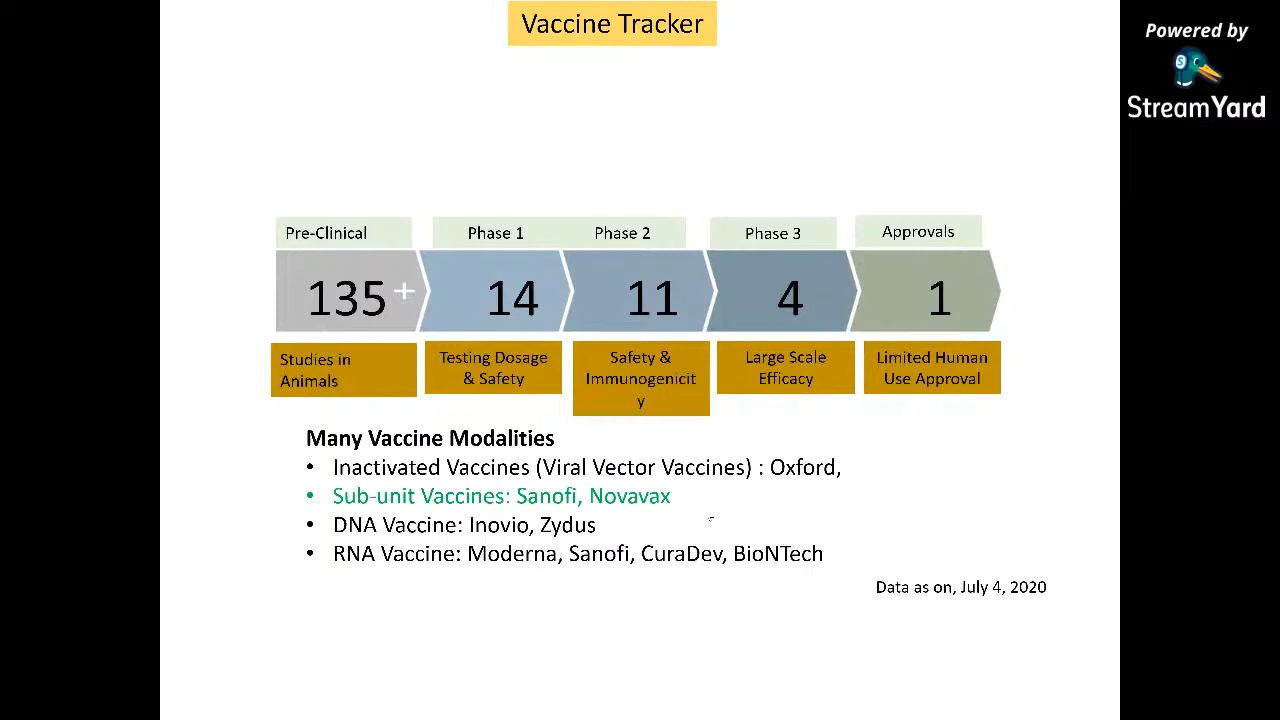 Vaccine Tracker
Powered by
StreamYard
Pre-Clinical
Phase 1
Phase 2
Phase 3
Approvals
135+
14
11
4
1
Studies in
Animals
Testing Dosage
& Safety
Safety &
Immunogenicit
y
Large Scale
Efficacy
Limited Human
Use Approval
Many Vaccine Modalities
• Inactivated Vaccines (Viral Vector Vaccines) : Oxford,
• Sub-unit Vaccines: Sanofi, Novavax
• DNA Vaccine: Inovio, Zydus
• RNA Vaccine: Moderna, Sanofi, CuraDev, BioNTech
Data as on, July 4, 2020